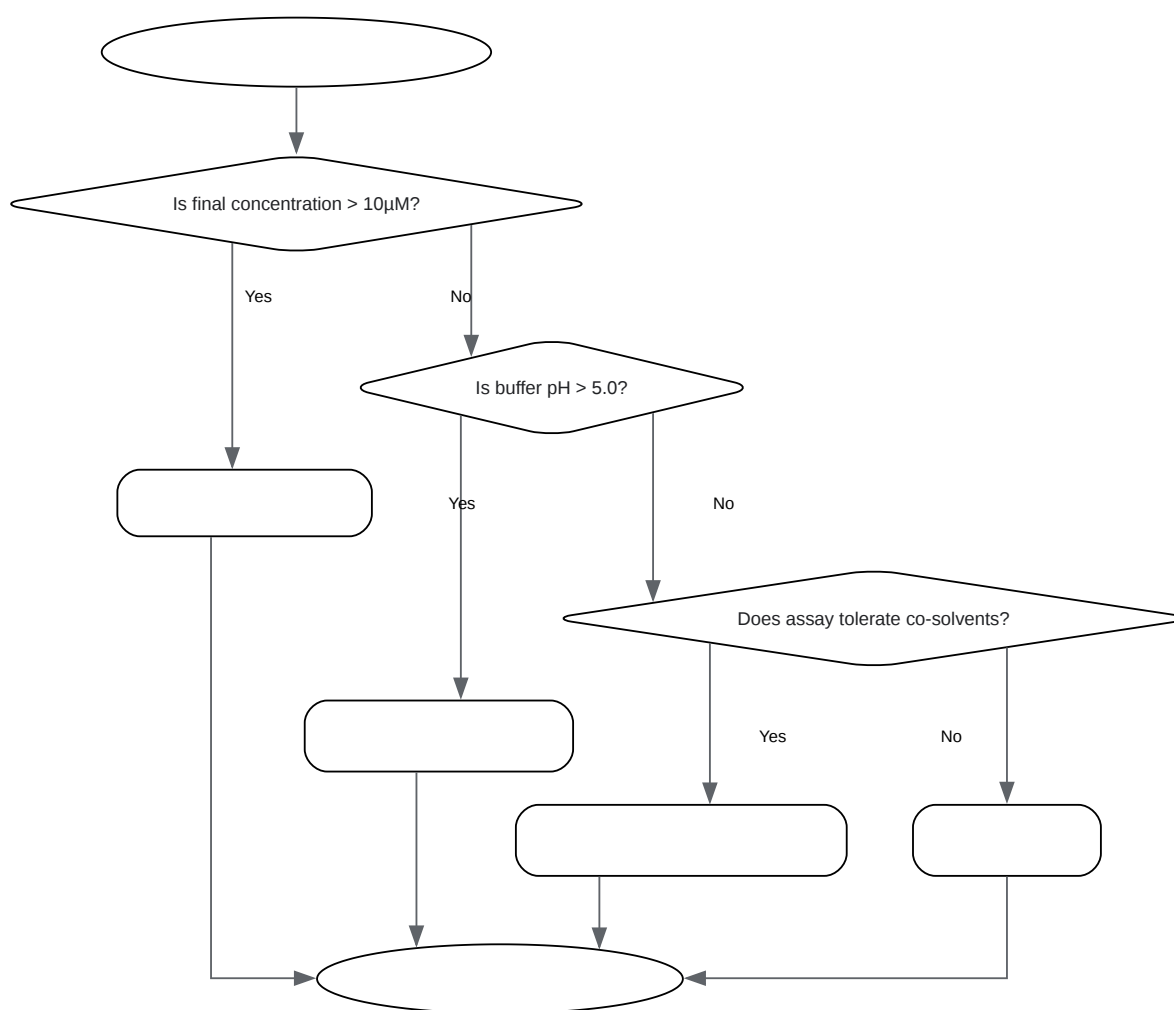 Is final concentration > 10µM?
Yes
No
Is buffer pH > 5.0?
Yes
No
Does assay tolerate co-solvents?
Yes
No